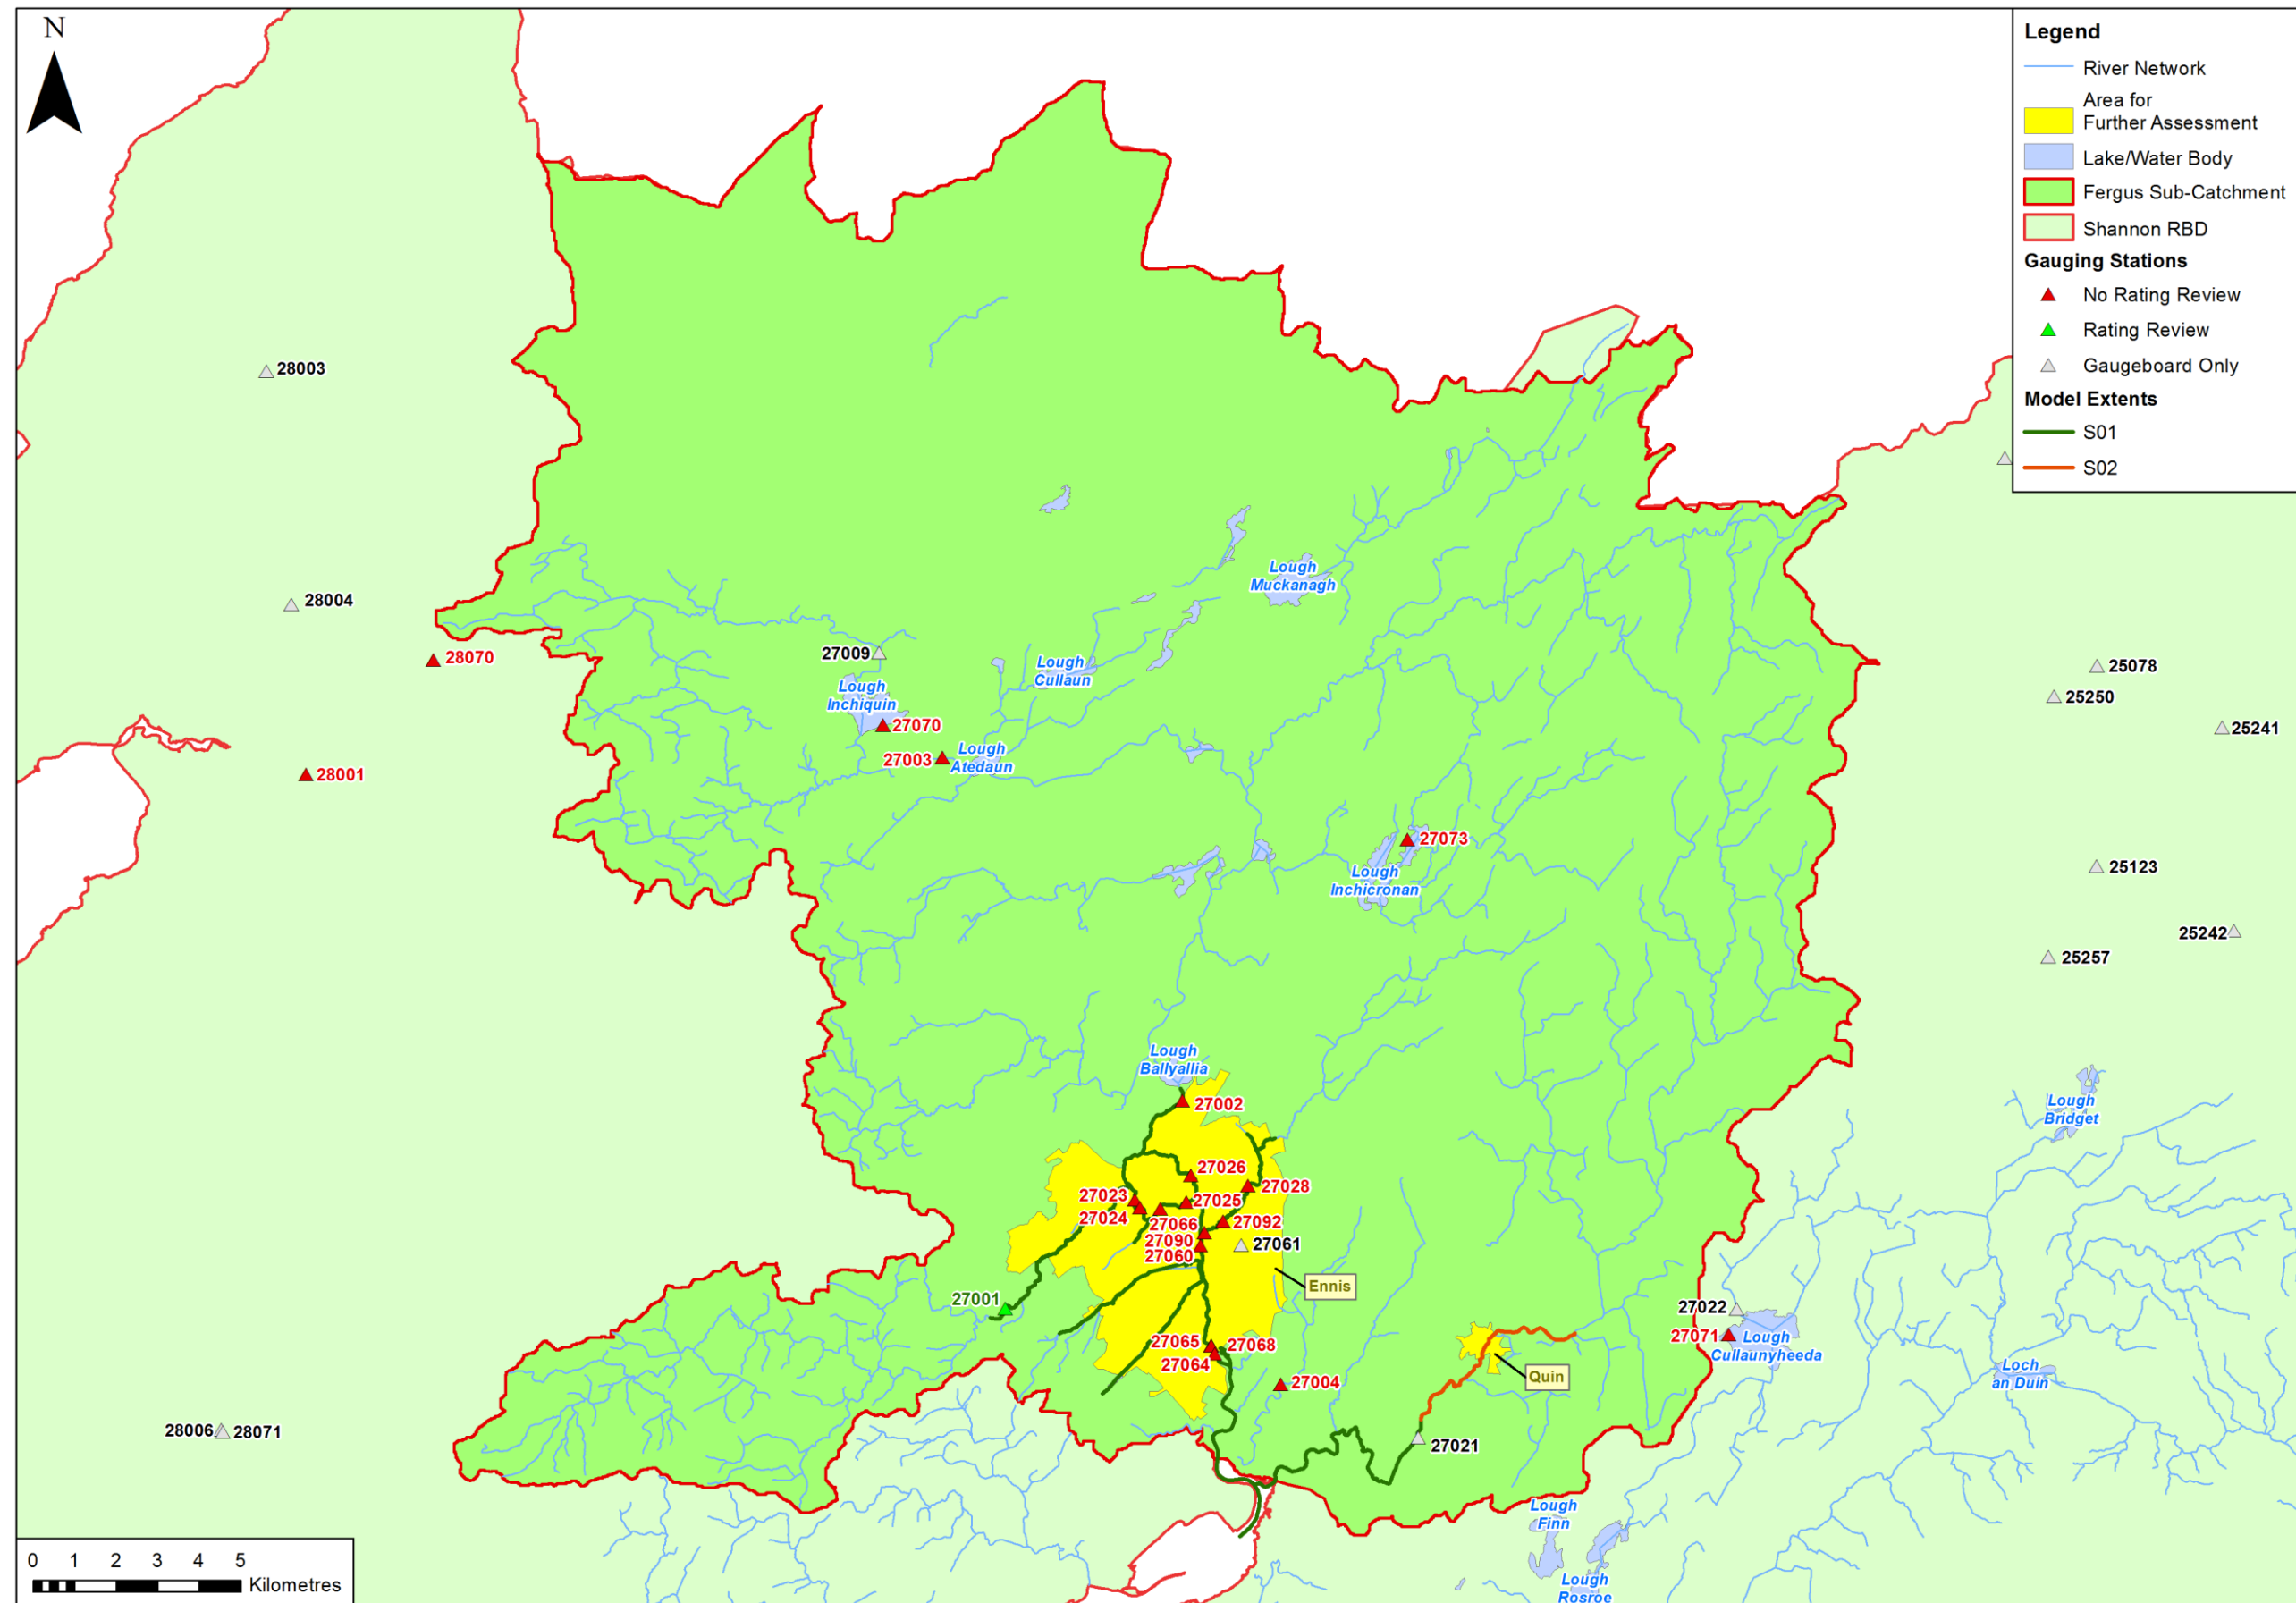 N
Legend
River Network
Area for
Further Assessment
Lake/Water Body
Fergus Sub-Catchment
Shannon RBD
Gauging Stations
No Rating Review
Rating Review
Gaugeboard Only
Model Extents
S01
S02
28003
28004
28070
28001
27009
Lough
Inchiquin
27070
27003
Lough
Atedaun
Lough
Cullaun
Lough
Muckanagh
27073
Lough
Inchicronan
25078
25250
25241
25123
25242
25257
Lough
Ballyallia
27002
27026
27028
27023
27025
27024
27066
27092
27090
27061
27060
Ennis
27001
27065
27068
27064
27004
Quin
27021
27022
27071
Lough
Cullaunyheeda
Lough
Bridget
Loch
an Duin
28006
28071
Lough
Finn
Lough
Rosroe
0 1 2 3 4 5
Kilometres